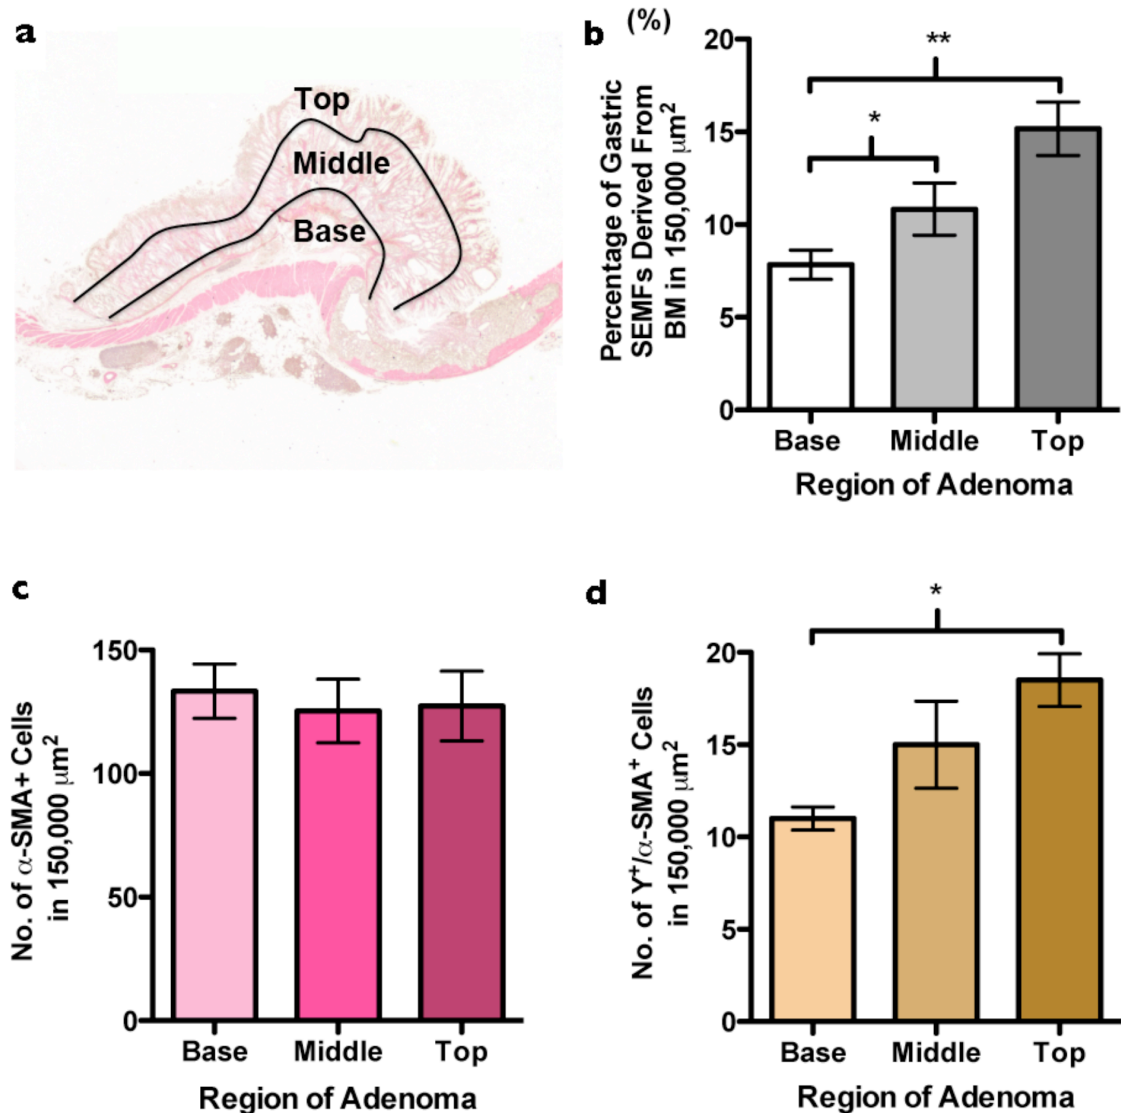 a
Top
Middle
Base
b
(%)
Percentage of Gastric
SEMFs Derived From
BM in 150,000 μm²
20
15
10
5
0
*
**
Base Middle Top
Region of Adenoma
c
No. of α-SMA+ Cells
in 150,000 μm²
150
100
50
0
Base Middle Top
Region of Adenoma
d
No. of Y⁺/α-SMA⁺ Cells
in 150,000 μm²
20
15
10
5
0
*
Base Middle Top
Region of Adenoma